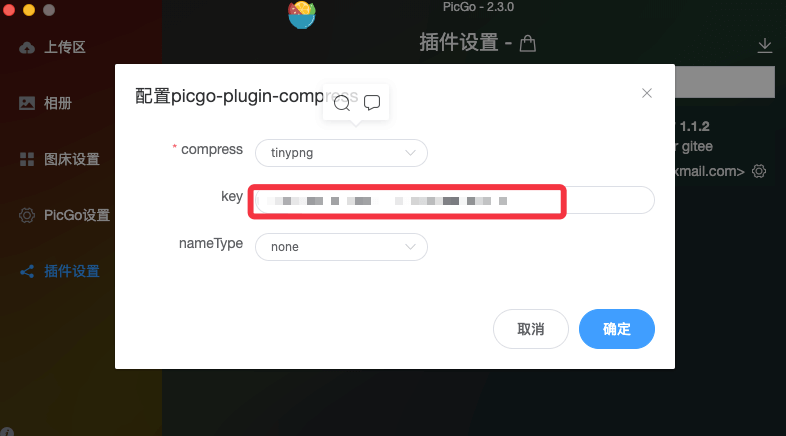 PicGo - 2.3.0
插件设置 -
上传区
相册
图床设置
PicGo设置
插件设置
1.1.2
gitee
xmail.com>
配置picgo-plugin-compress
* compress
tinypng
key
nameType
none
取消
确定